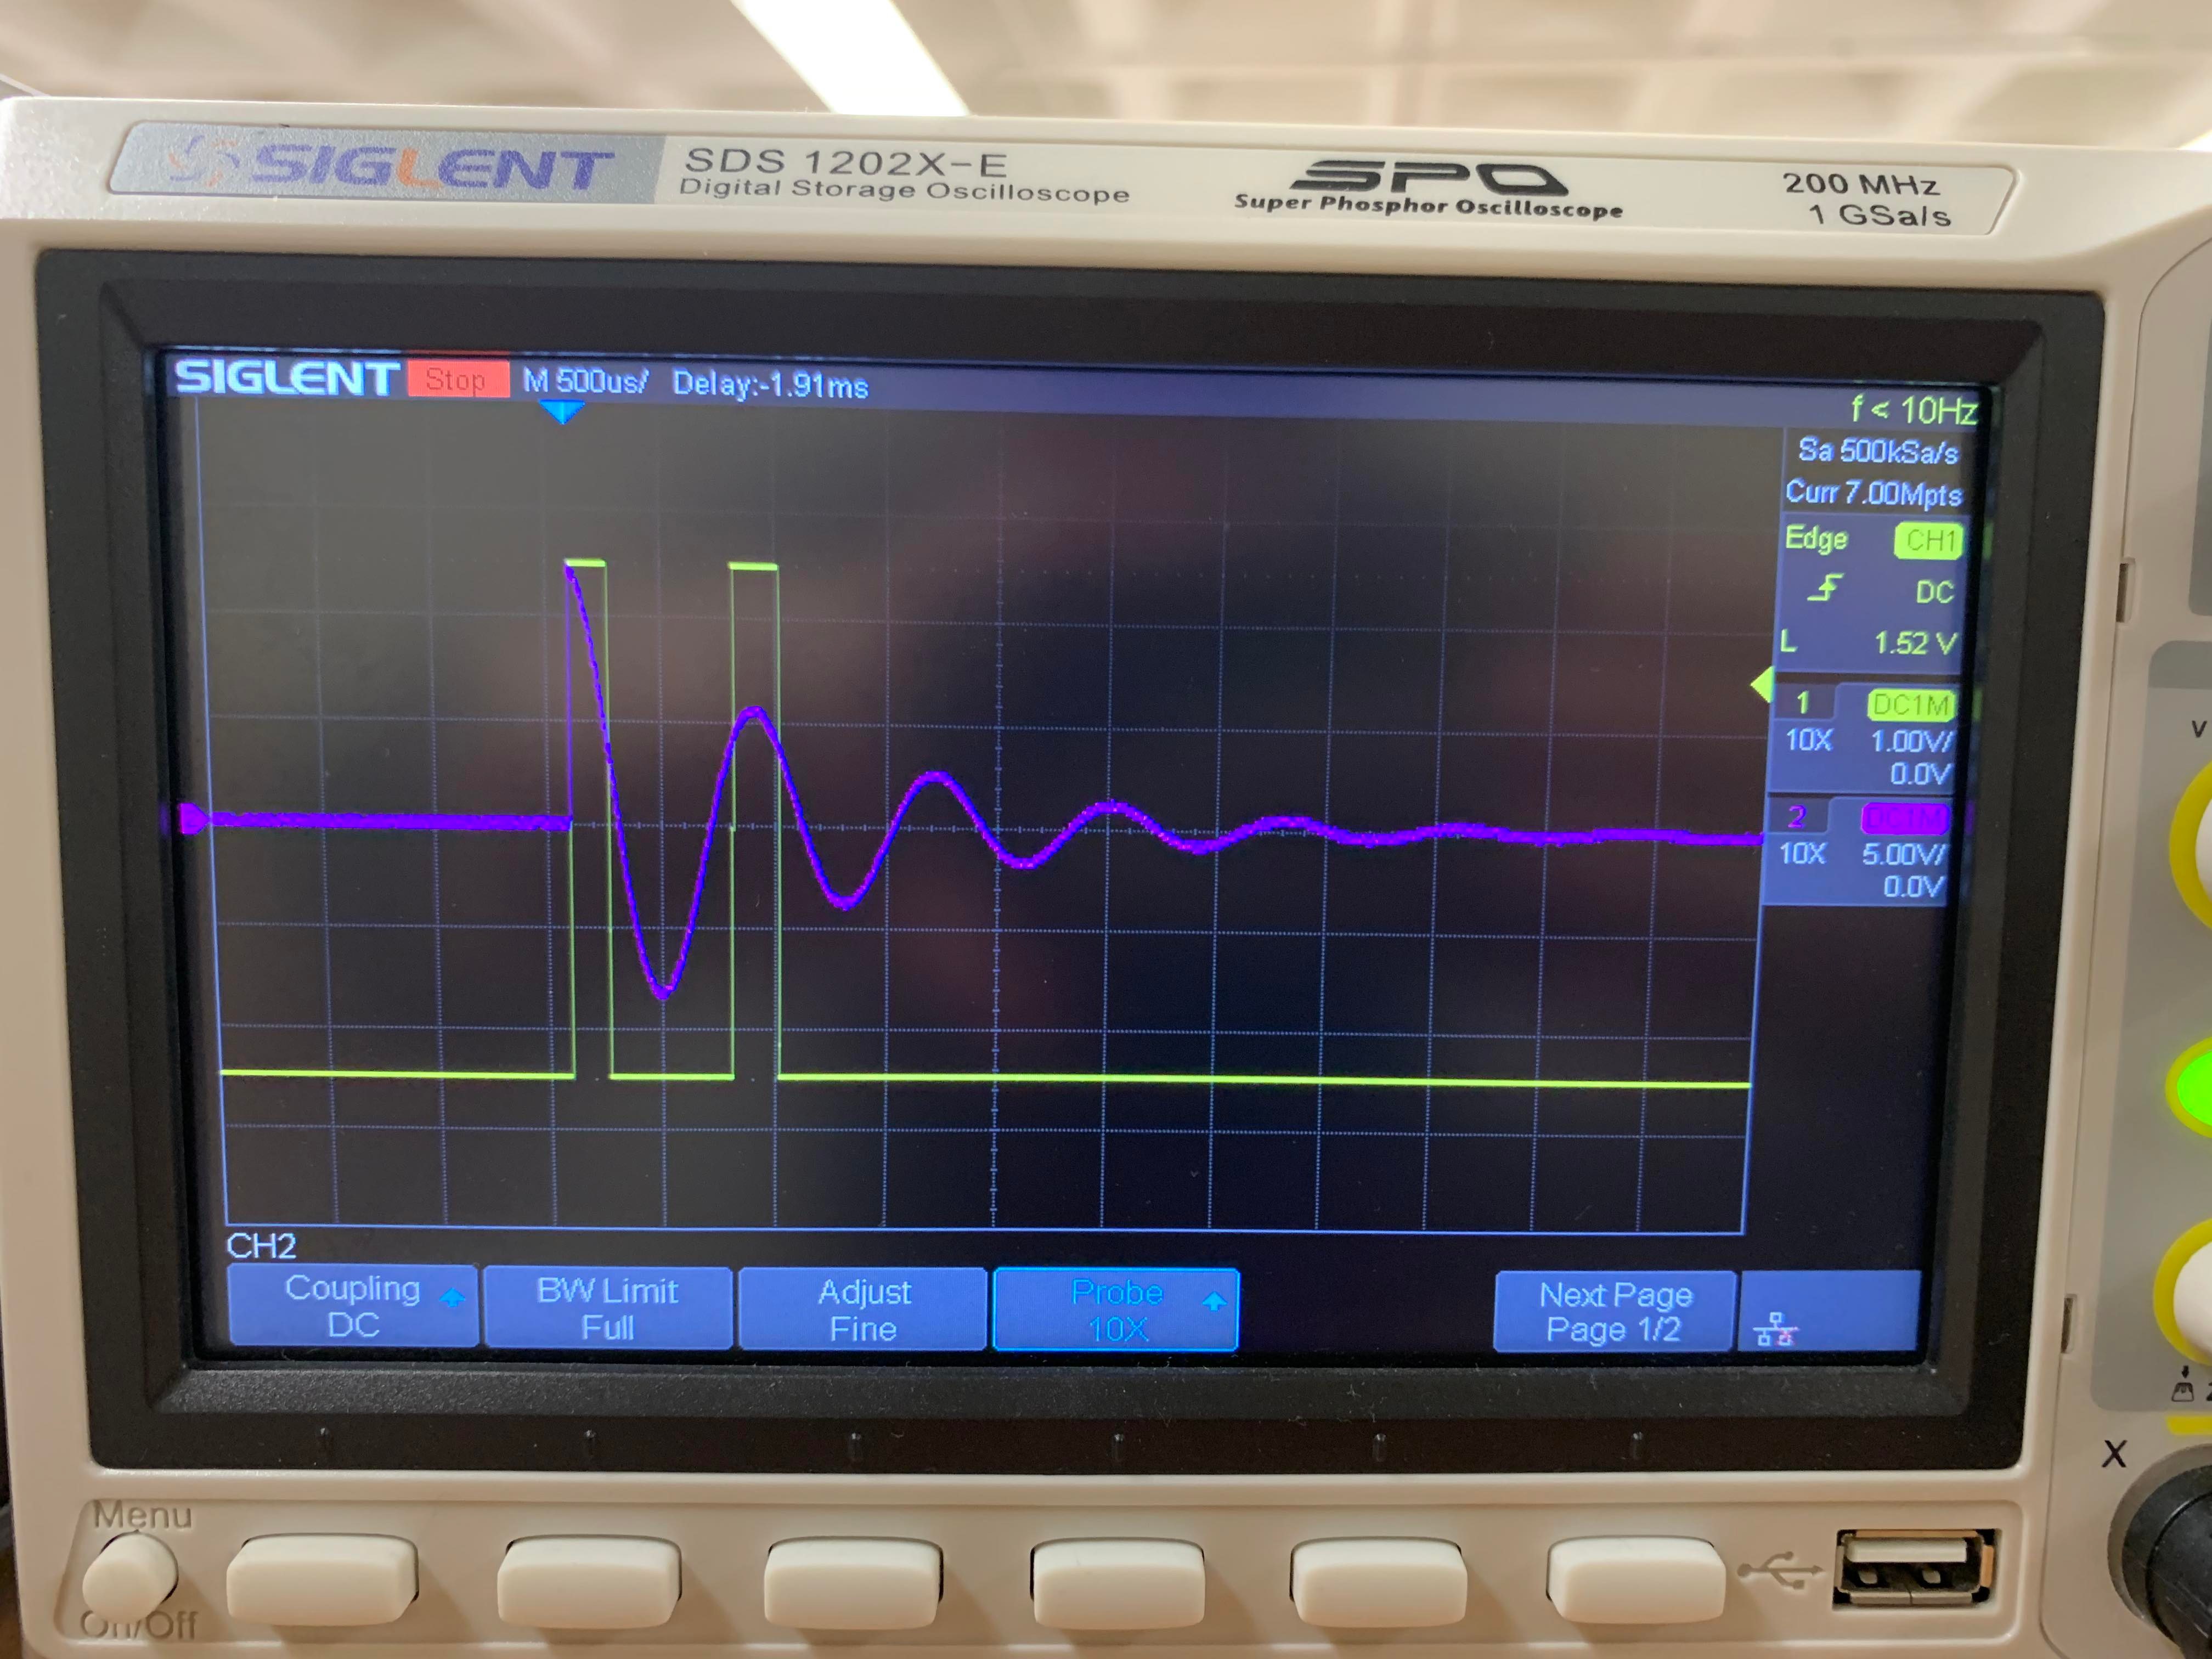 SIGLENT SDS 1202X-E
Digital Storage Oscilloscope
SPO
Super Phosphor Oscilloscope
200 MHz
1 GSa/s
SIGLENT Stop M 500us/ Delay:-1.91ms
f < 10Hz
Sa 500kSa/s
Curr 7.00Mpts
Edge CH1
DC
L 1.52 V
1 DC1M
10X 1.00V/
0.0V
2 DC1M
10X 5.00V/
0.0V
CH2
Coupling
DC
BW Limit
Full
Adjust
Fine
Probe
10X
Next Page
Page 1/2
V
X
Menu
On/Off